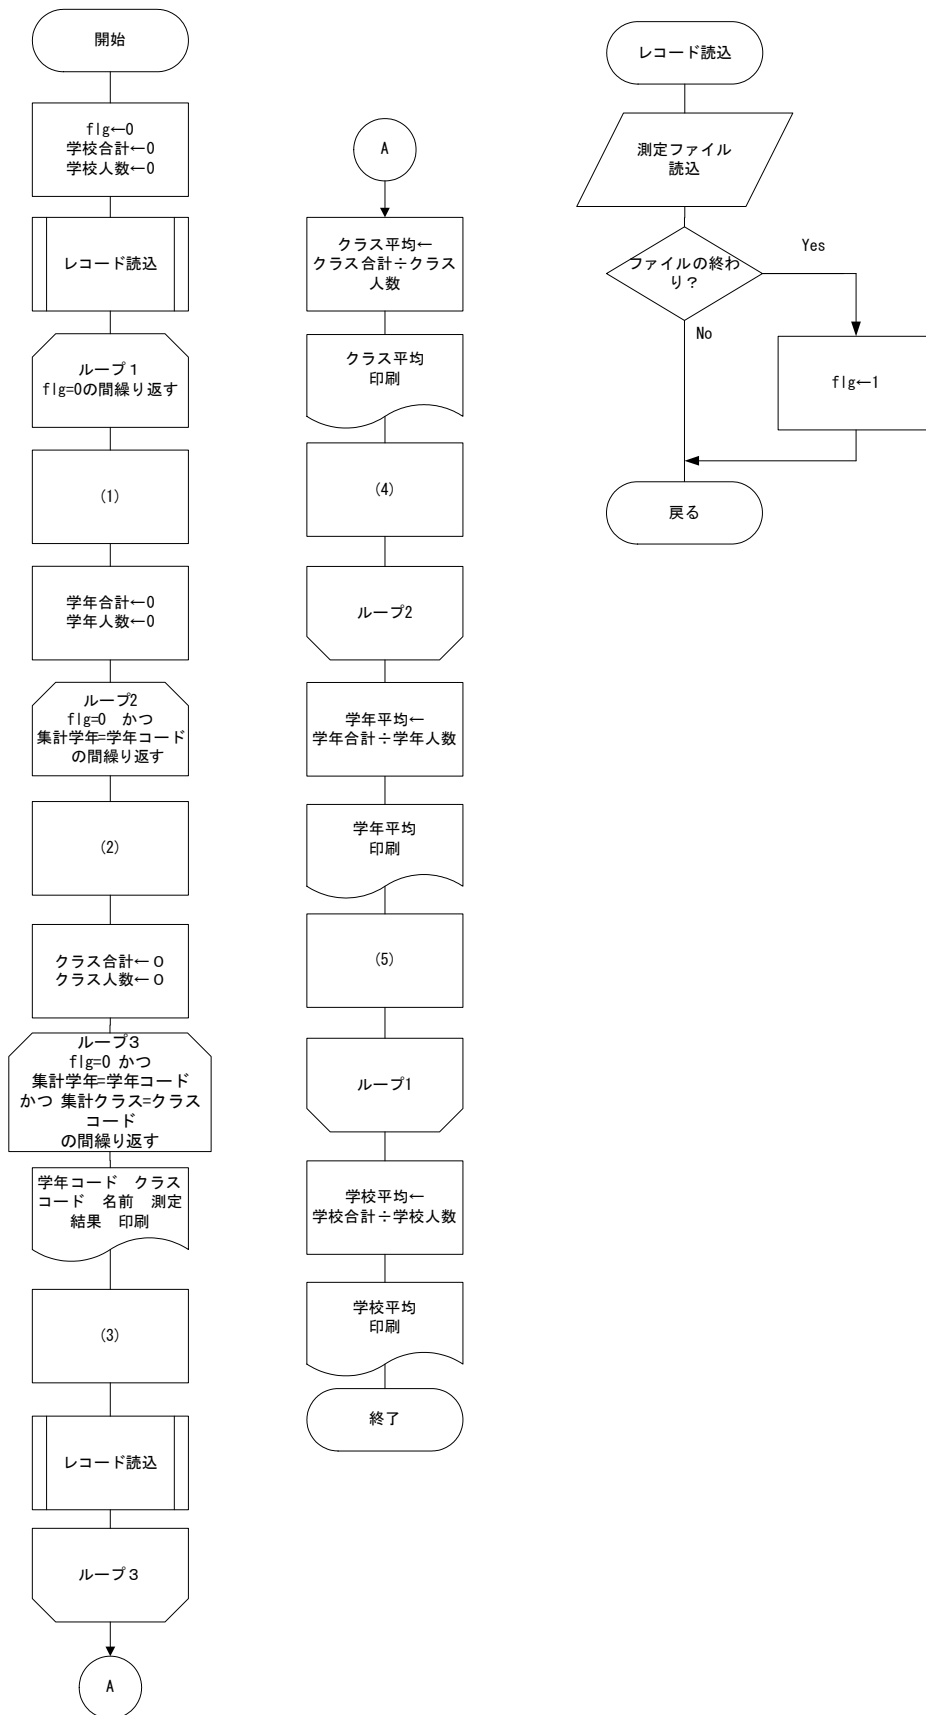 開始
flg←0
学校合計←0
学校人数←0
レコード読込
ループ１
flg=0の間繰り返す
(1)
学年合計←0
学年人数←0
ループ2
flg=0　かつ
集計学年=学年コード
の間繰り返す
(2)
クラス合計←０
クラス人数←０
ループ３
flg=0 かつ
集計学年=学年コード
かつ 集計クラス=クラス
コード
の間繰り返す
学年コード　クラス
コード　名前　測定
結果　印刷
(3)
レコード読込
ループ３
A
A
クラス平均←
クラス合計÷クラス
人数
クラス平均
印刷
(4)
ループ2
学年平均←
学年合計÷学年人数
学年平均
印刷
(5)
ループ1
学校平均←
学校合計÷学校人数
学校平均
印刷
終了
レコード読込
測定ファイル
読込
ファイルの終わ
り？
Yes
No
flg←1
戻る